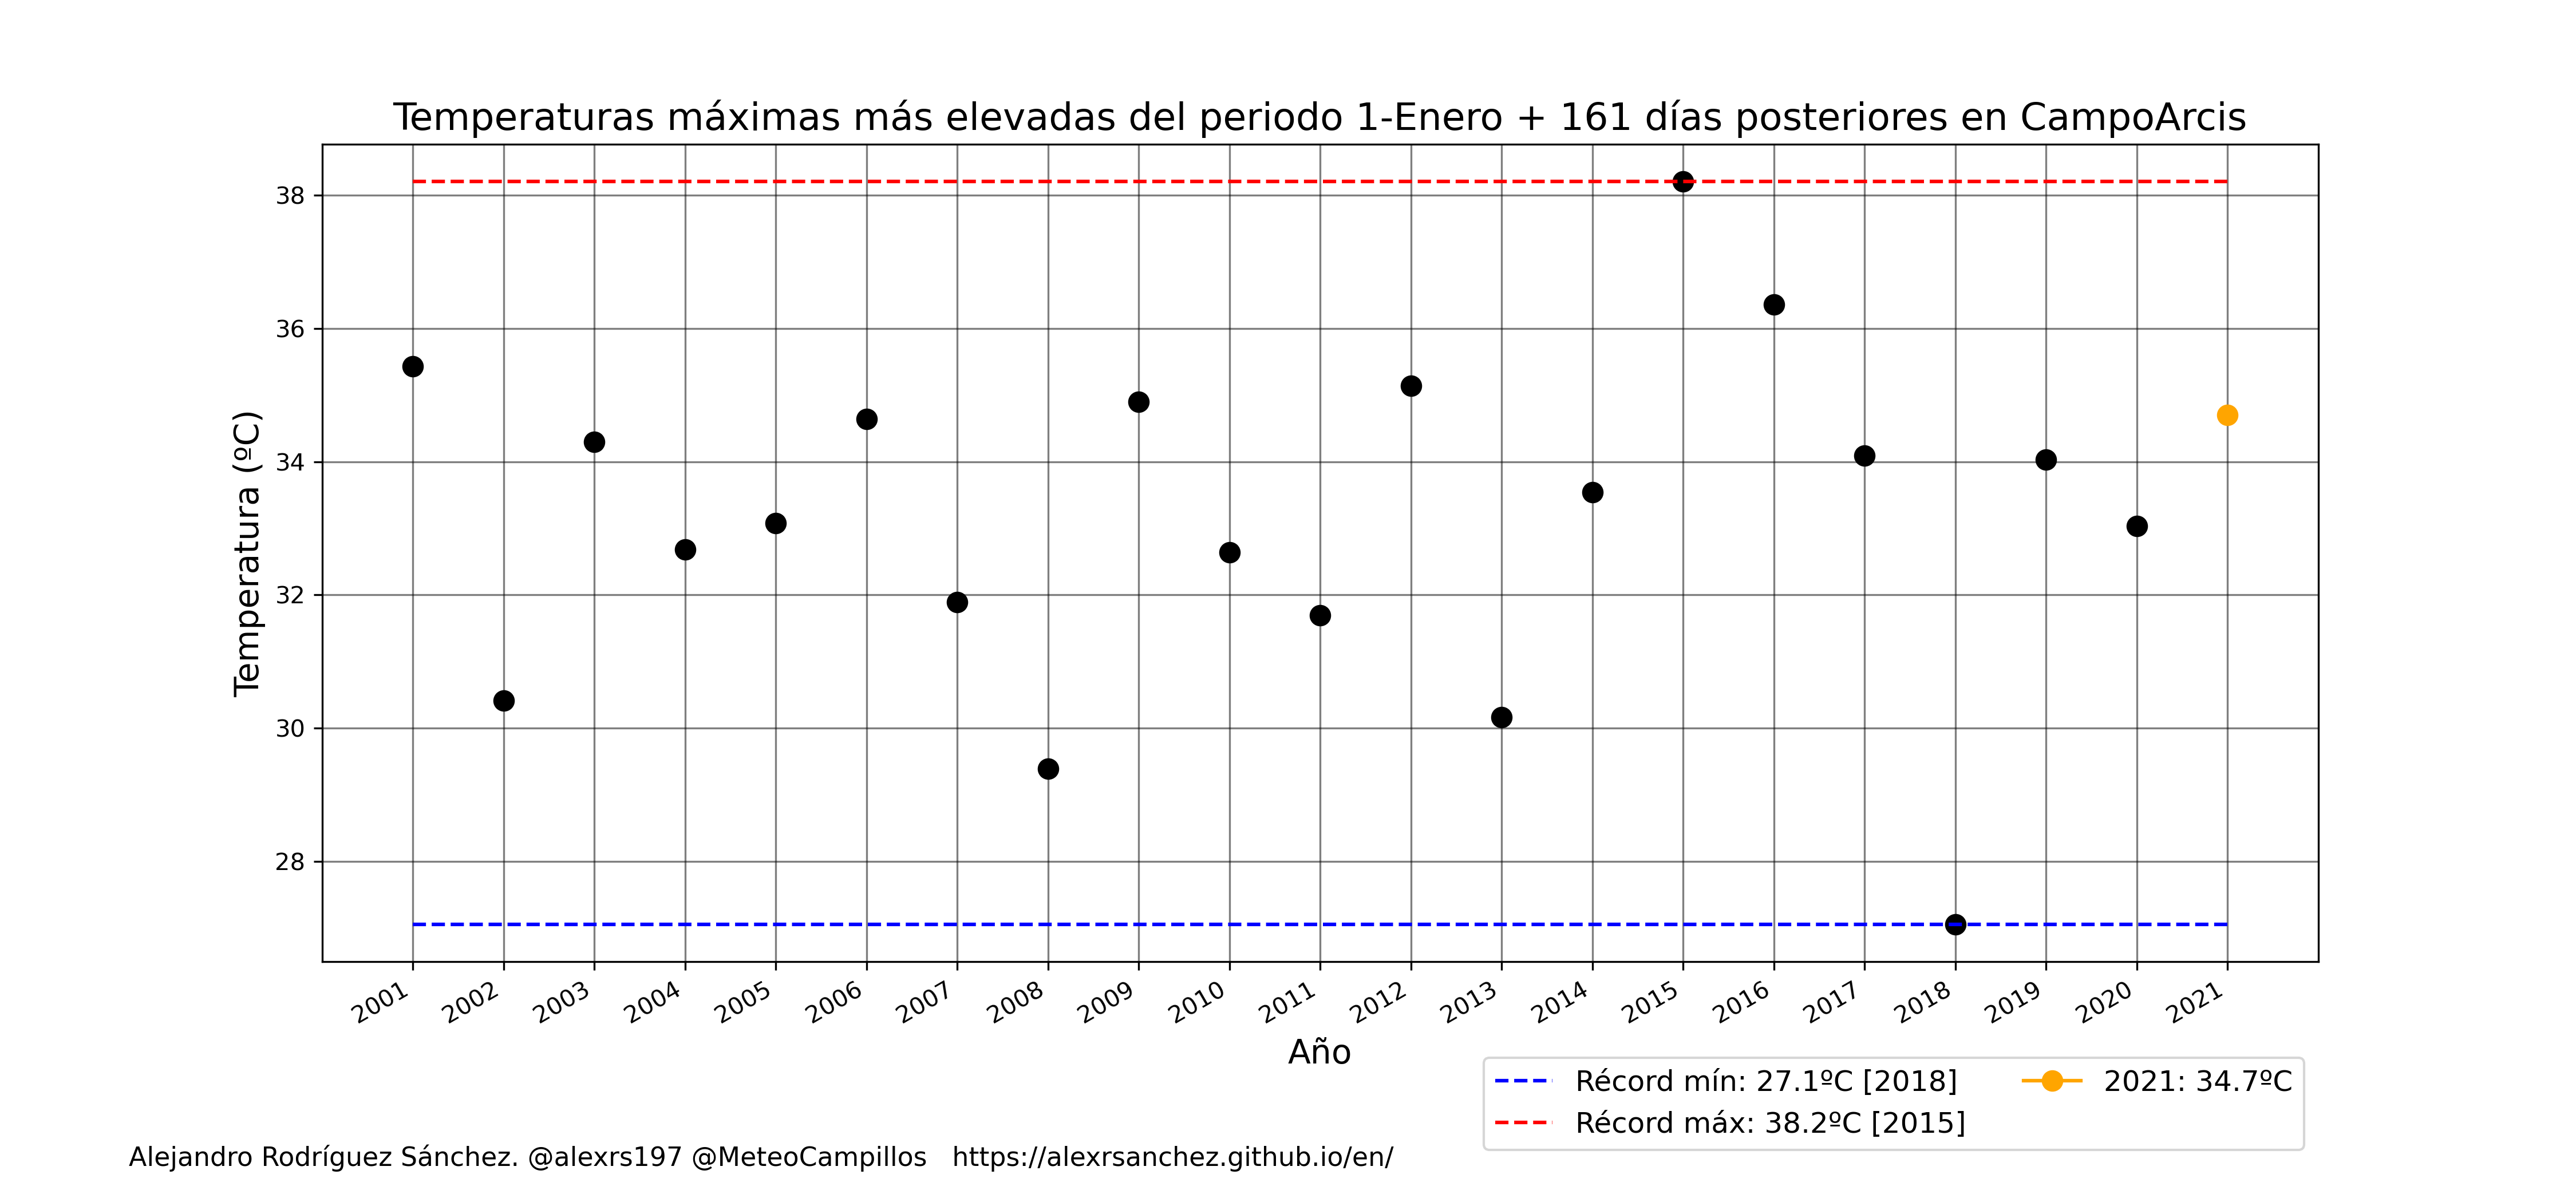 Temperaturas máximas más elevadas del periodo 1-Enero + 161 días posteriores en CampoArcis
Temperatura (ºC)
38
36
34
32
30
28
2001 2002 2003 2004 2005 2006 2007 2008 2009 2010 2011 2012 2013 2014 2015 2016 2017 2018 2019 2020 2021
Año
Récord mín: 27.1ºC [2018]
Récord máx: 38.2ºC [2015]
2021: 34.7ºC
Alejandro Rodríguez Sánchez. @alexrs197 @MeteoCampillos https://alexrsanchez.github.io/en/